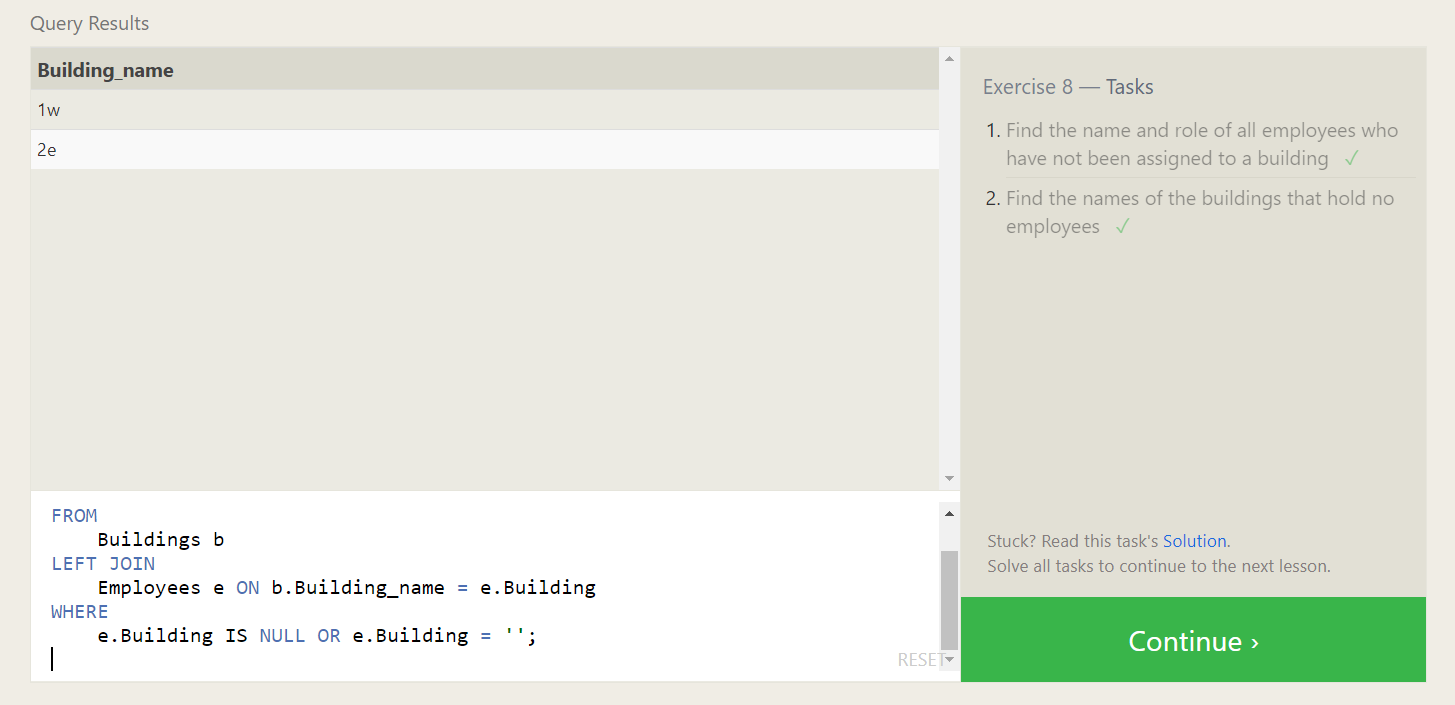 Query Results
Building_name
1w
2e
FROM
    Buildings b
LEFT JOIN
    Employees e ON b.Building_name = e.Building
WHERE
    e.Building IS NULL OR e.Building = '';
RESET
Exercise 8 — Tasks
1. Find the name and role of all employees who
have not been assigned to a building ✓
2. Find the names of the buildings that hold no
employees ✓
Stuck? Read this task's Solution.
Solve all tasks to continue to the next lesson.
Continue ›